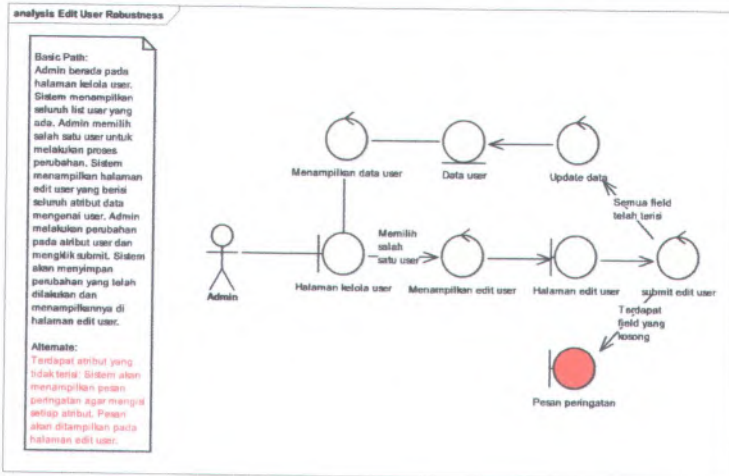 analysis Edit User Robustness
Basic Path:
Admin berada pada
halaman kelola user.
Sistem menampilkan
seluruh list user yang
ada. Admin memilih
salah satu user untuk
melakukan proses
perubahan. Sistem
menampilkan halaman
edit user yang berisi
seluruh atribut data
mengenai user. Admin
melakukan perubahan
pada atribut user dan
mengklik submit. Sistem
akan menyimpan
perubahan yang telah
dilakukan dan
menampilkannya di
halaman edit user.
Alternate:
Terdapat atribut yang
tidak terisi: Sistem akan
menampilkan pesan
peringatan agar mengisi
setiap atribut. Pesan
akan ditampilkan pada
halaman edit user.
Menampilkan data user
Data user
Update data
Semua field
telah terisi
Admin
Halaman kelola user
Memilih
salah
satu user
Menampilkan edit user
Halaman edit user
submit edit user
Terdapat
field yang
kosong
Pesan peringatan